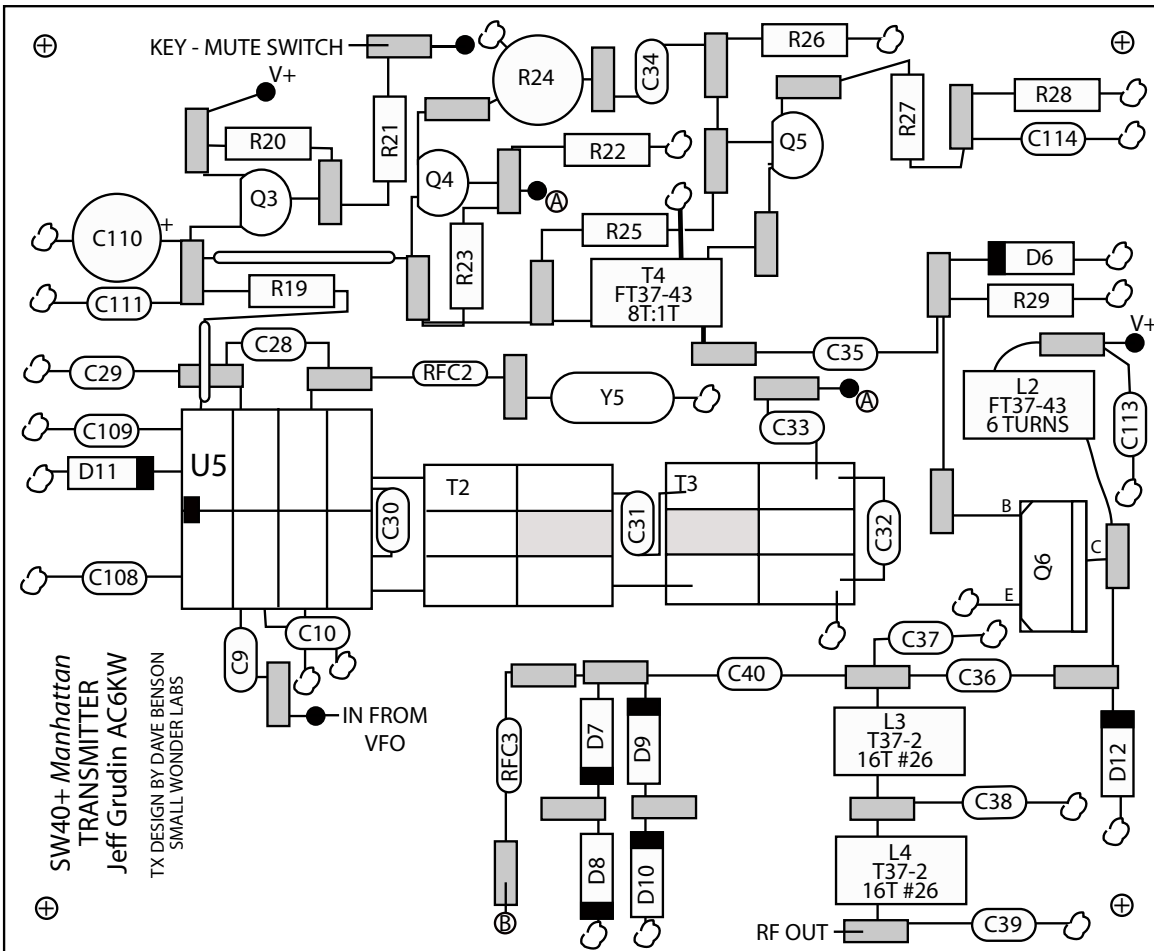 KEY - MUTE SWITCH
V+
R24
C34
R26
R20
R21
R27
R28
C114
Q3
Q4
R22
Q5
A
C110
+
R23
R25
T4
FT37-43
8T:1T
D6
C111
R19
R29
V+
C29
C28
RFC2
C35
Y5
L2
FT37-43
6 TURNS
A
C33
C113
C109
D11
U5
T2
T3
C30
C31
C32
B
C
Q6
E
C108
C9
C10
C37
C40
C36
IN FROM
VFO
SW40+ Manhattan
TRANSMITTER
Jeff Grudin AC6KW
TX DESIGN BY DAVE BENSON
SMALL WONDER LABS
RFC3
D7
D9
L3
T37-2
16T #26
D12
C38
D8
D10
L4
T37-2
16T #26
B
RF OUT
C39